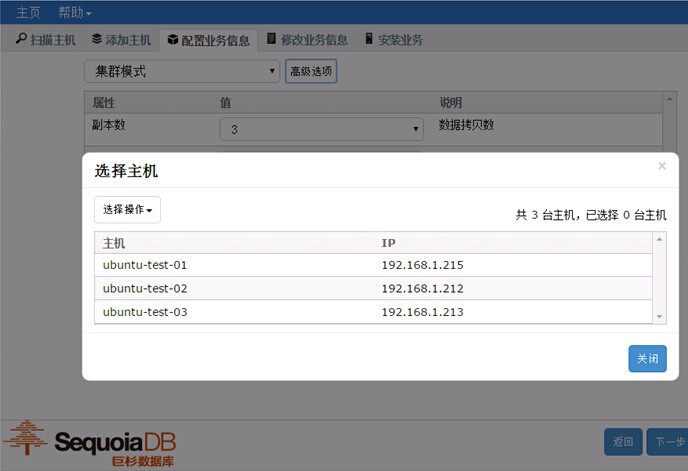 主页 帮助
扫描主机 添加主机 配置业务信息 修改业务信息 安装业务
集群模式 高级选项
属性 值 说明
副本数 3 数据拷贝数
选择主机 ×
选择操作
共 3 台主机，已选择 0 台主机
主机 IP
ubuntu-test-01 192.168.1.215
ubuntu-test-02 192.168.1.212
ubuntu-test-03 192.168.1.213
关闭
SequoiaDB
巨杉数据库
返回 下一步